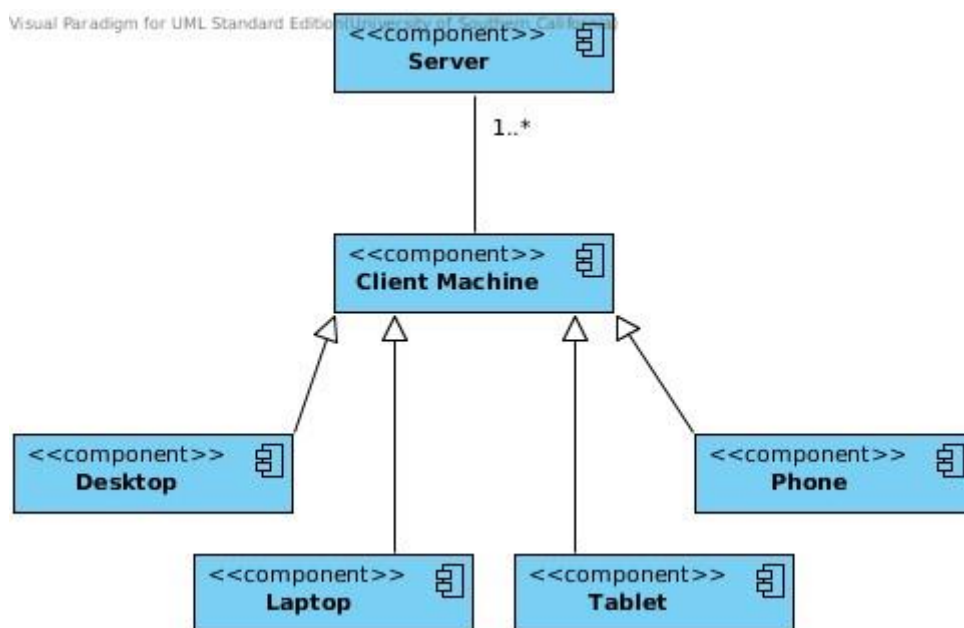 Visual Paradigm for UML Standard Edition(University of Southern California)
<<component>>
Server
1..*
<<component>>
Client Machine
<<component>>
Desktop
<<component>>
Phone
<<component>>
Laptop
<<component>>
Tablet